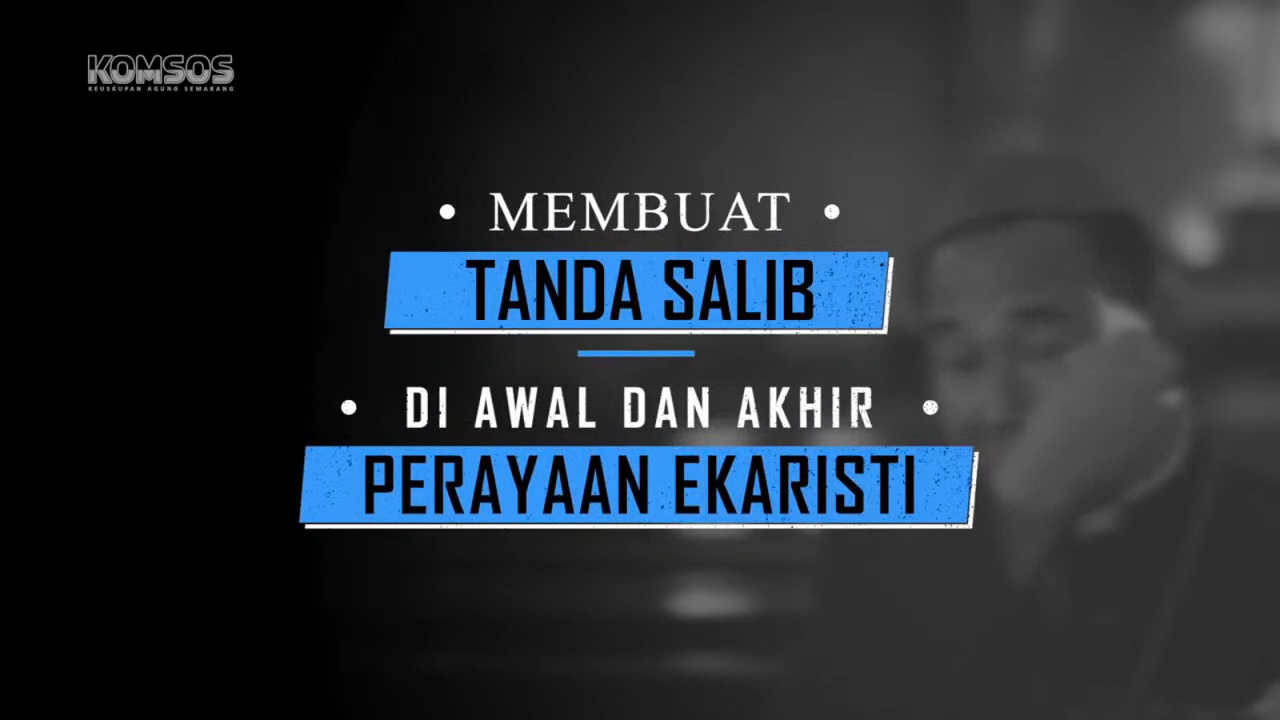 KOMSOS
KEUSKUPAN AGUNG SEMARANG
• MEMBUAT •
TANDA SALIB
• DI AWAL DAN AKHIR •
PERAYAAN EKARISTI